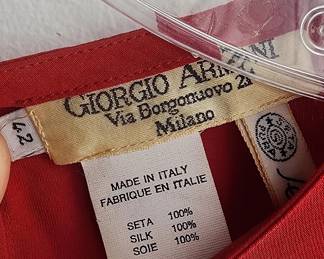 GIORGIO ARMANI
Via Borgonuovo 21
Milano
42
MADE IN ITALY
FABRIQUE EN ITALIE
SETA 100%
SILK 100%
SOIE 100%